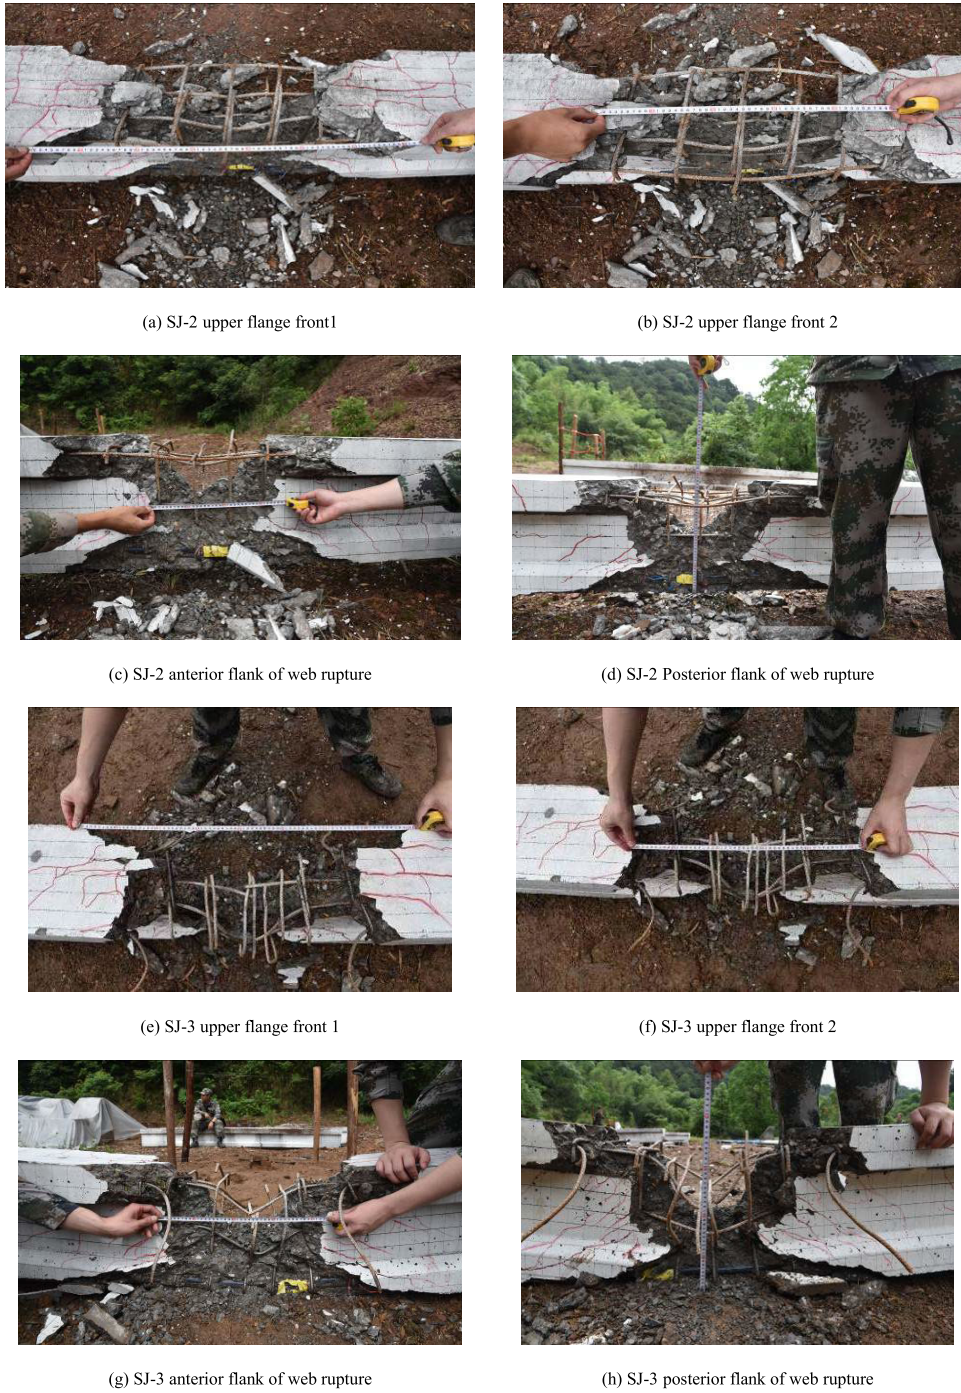 (a) SJ-2 upper flange front1
(b) SJ-2 upper flange front 2
(c) SJ-2 anterior flank of web rupture
(d) SJ-2 Posterior flank of web rupture
(e) SJ-3 upper flange front 1
(f) SJ-3 upper flange front 2
(g) SJ-3 anterior flank of web rupture
(h) SJ-3 posterior flank of web rupture